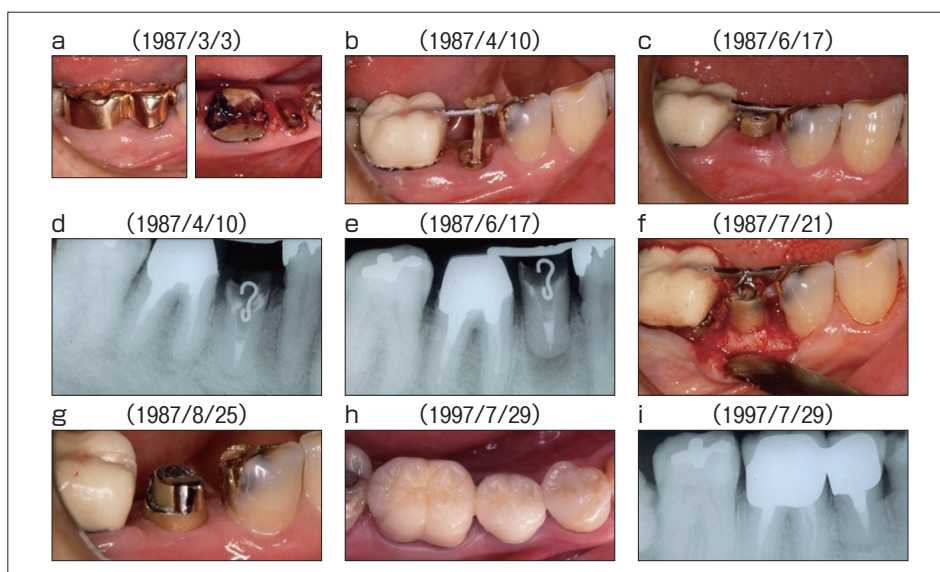 a (1987/3/3)
b (1987/4/10)
c (1987/6/17)
d (1987/4/10)
e (1987/6/17)
f (1987/7/21)
g (1987/8/25)
h (1997/7/29)
i (1997/7/29)